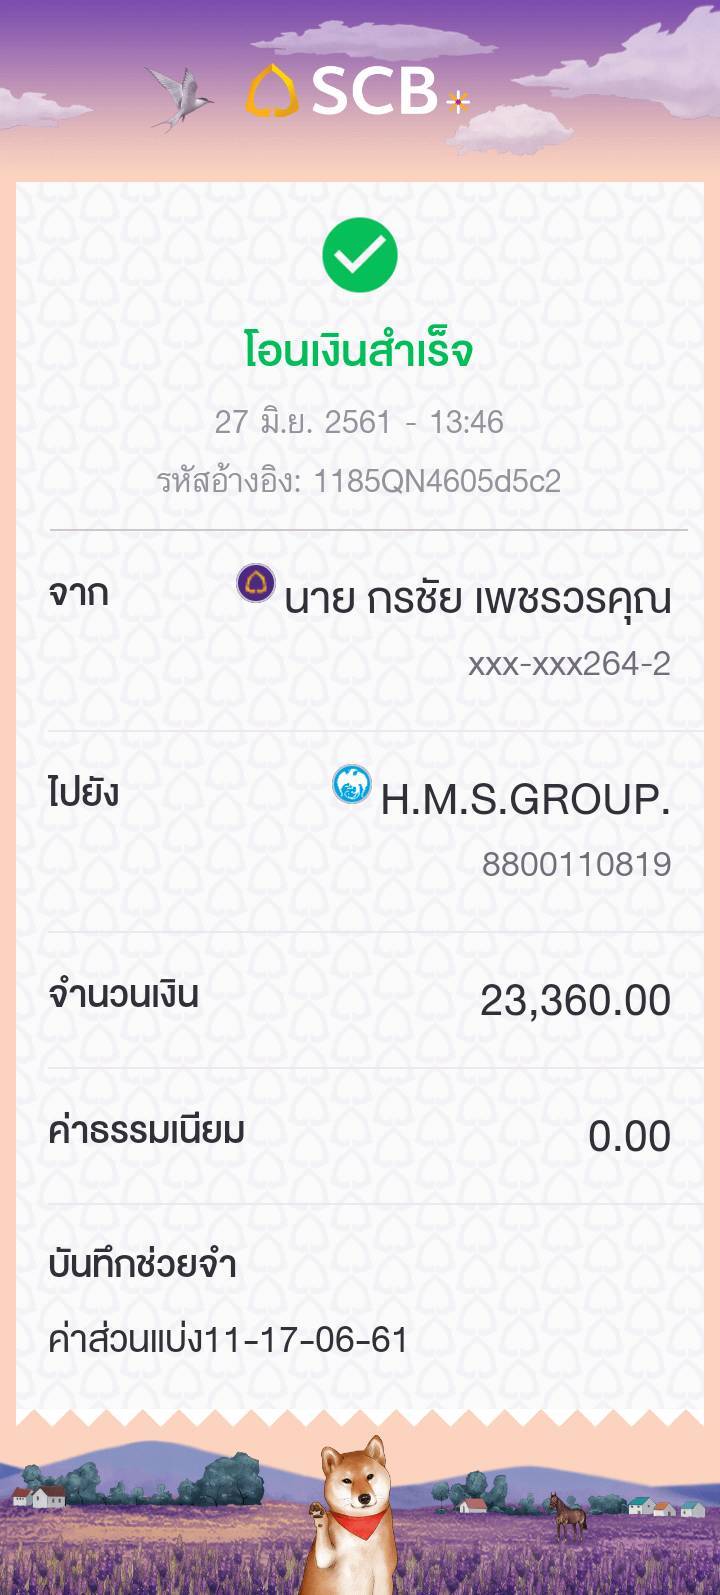 SCB
โอนเงินสำเร็จ
27 มิ.ย. 2561 - 13:46
รหัสอ้างอิง: 1185QN4605d5c2
จาก นาย กรชัย เพชรวรคุณ
xxx-xxx264-2
ไปยัง H.M.S.GROUP.
8800110819
จำนวนเงิน 23,360.00
ค่าธรรมเนียม 0.00
บันทึกช่วยจำ
ค่าส่วนแบ่ง11-17-06-61